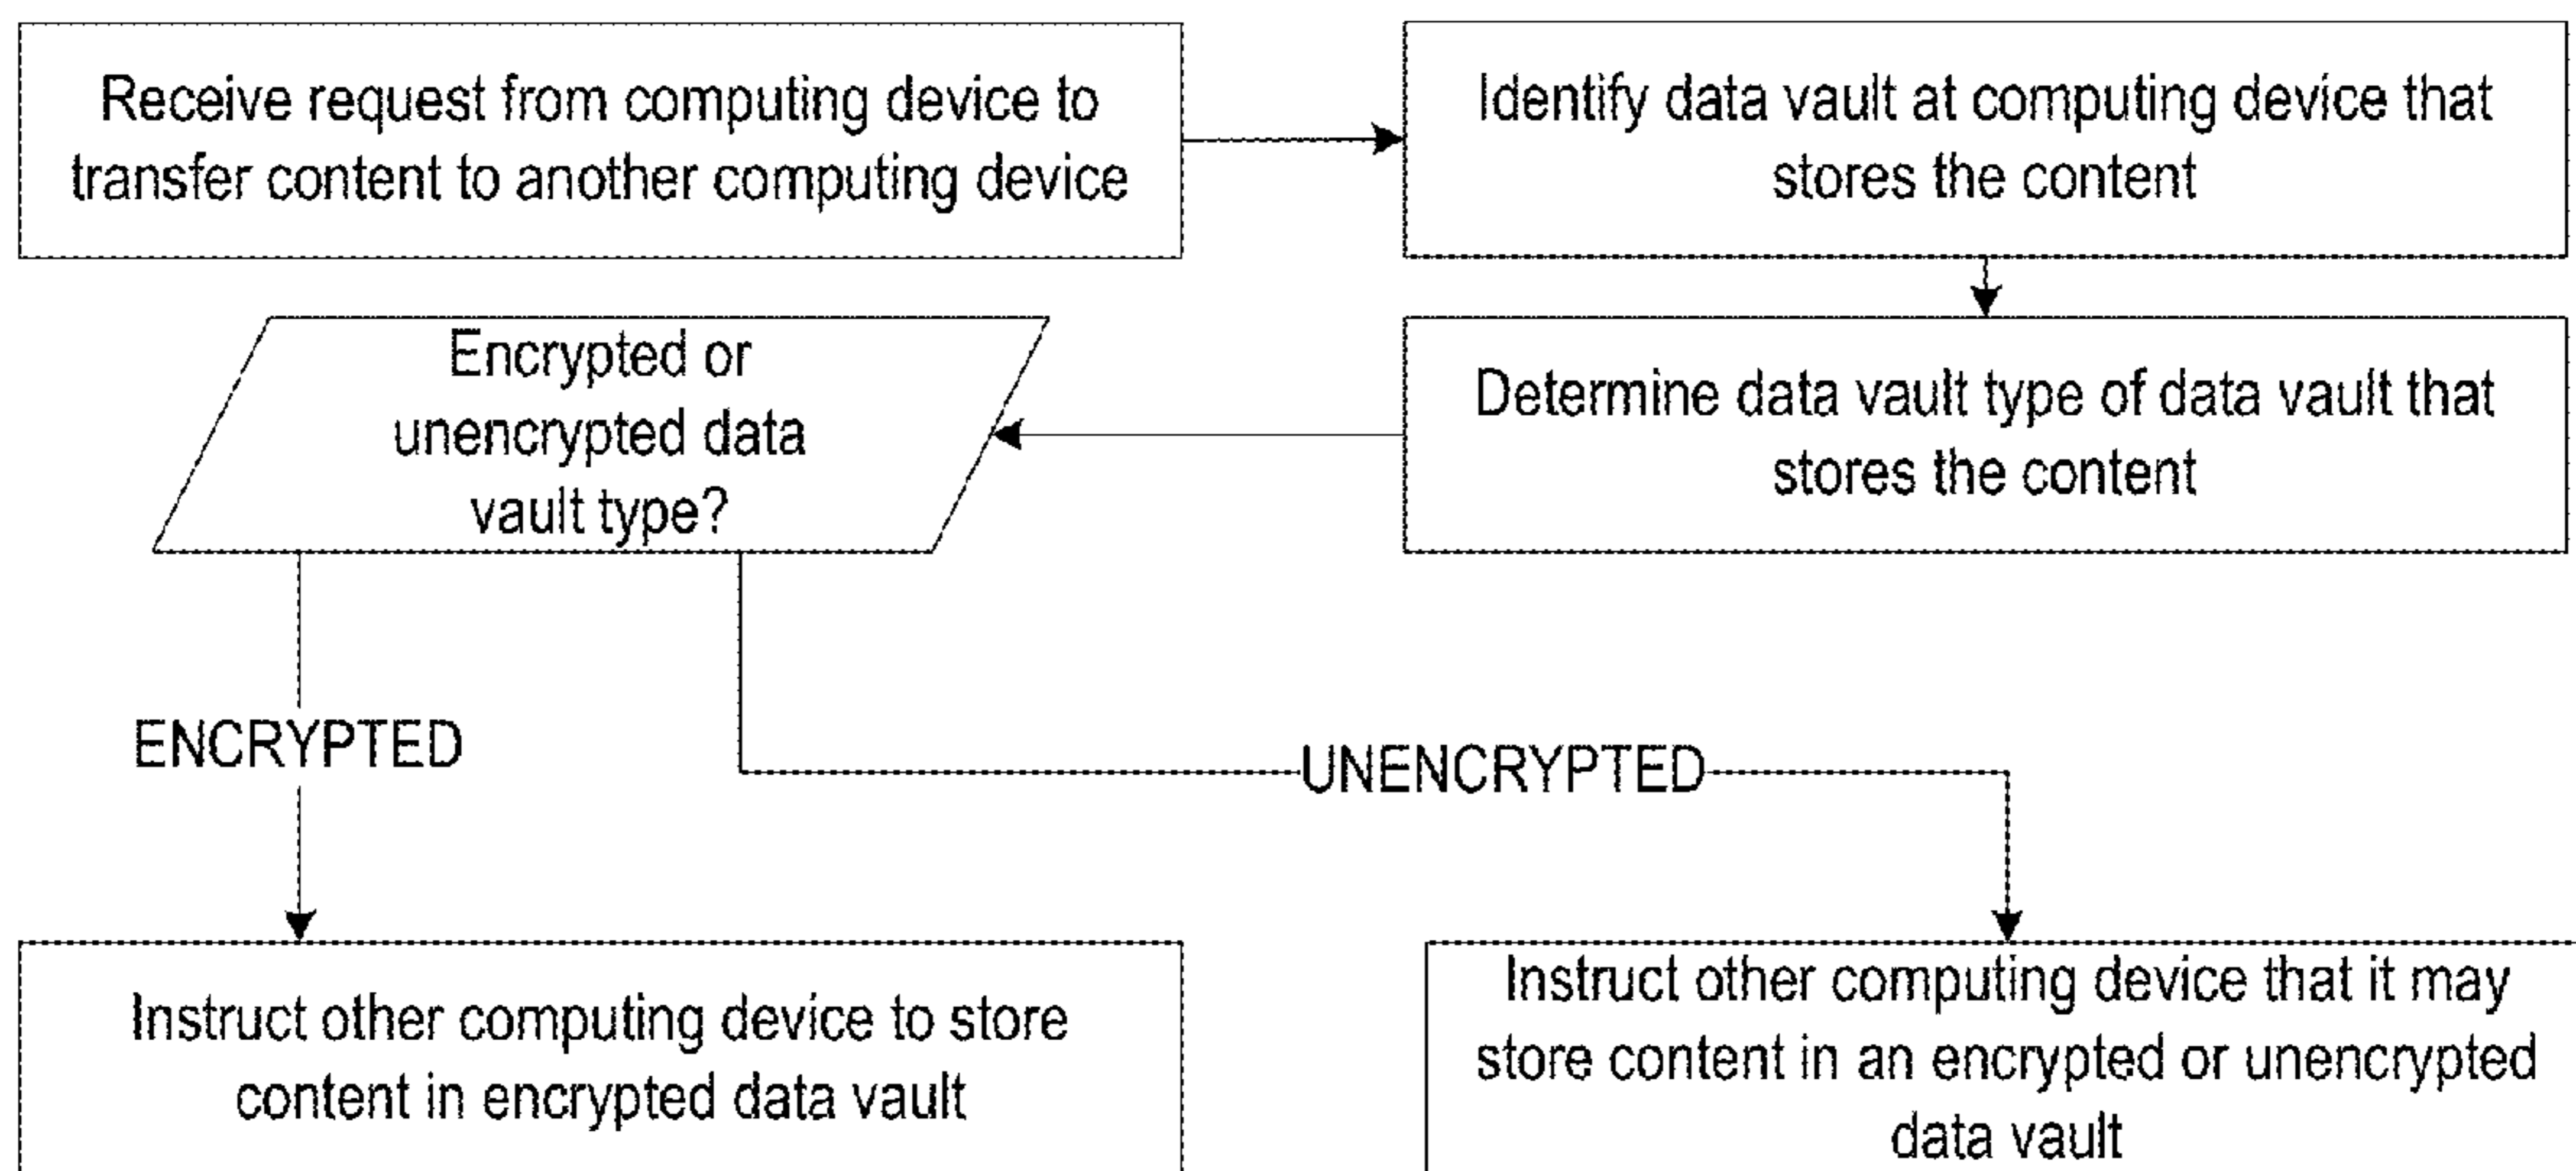 Receive request from computing device to
transfer content to another computing device
Identify data vault at computing device that
stores the content
Determine data vault type of data vault that
stores the content
Encrypted or
unencrypted data
vault type?
ENCRYPTED
UNENCRYPTED
Instruct other computing device to store
content in encrypted data vault
Instruct other computing device that it may
store content in an encrypted or unencrypted
data vault